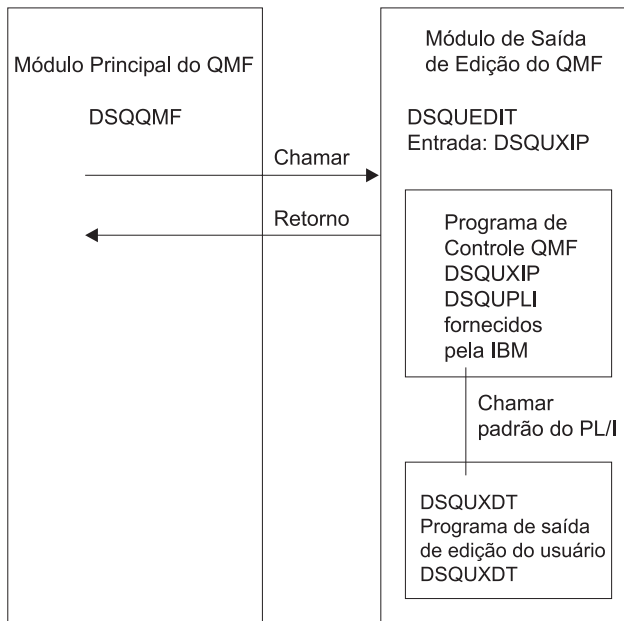 Módulo Principal do QMF
DSQQMF
Chamar
Retorno
Módulo de Saída
de Edição do QMF
DSQUEDIT
Entrada: DSQUXIP
Programa de
Controle QMF
DSQUXIP
DSQUPLI
fornecidos
pela IBM
Chamar
padrão do PL/I
DSQUXDT
Programa de saída
de edição do usuário
DSQUXDT